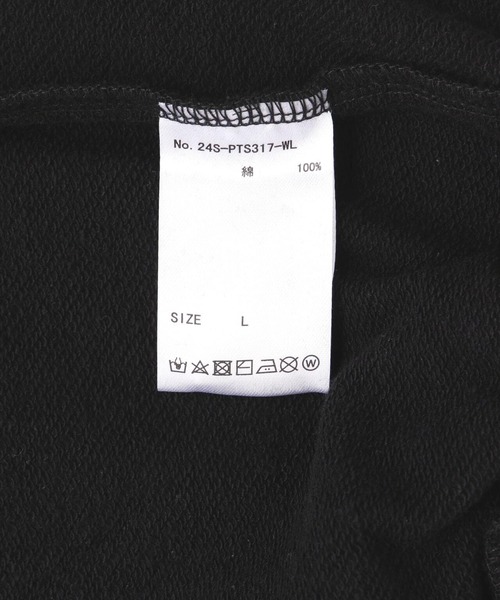 No. 24S-PTS317-WL
綿 100%
SIZE L
W